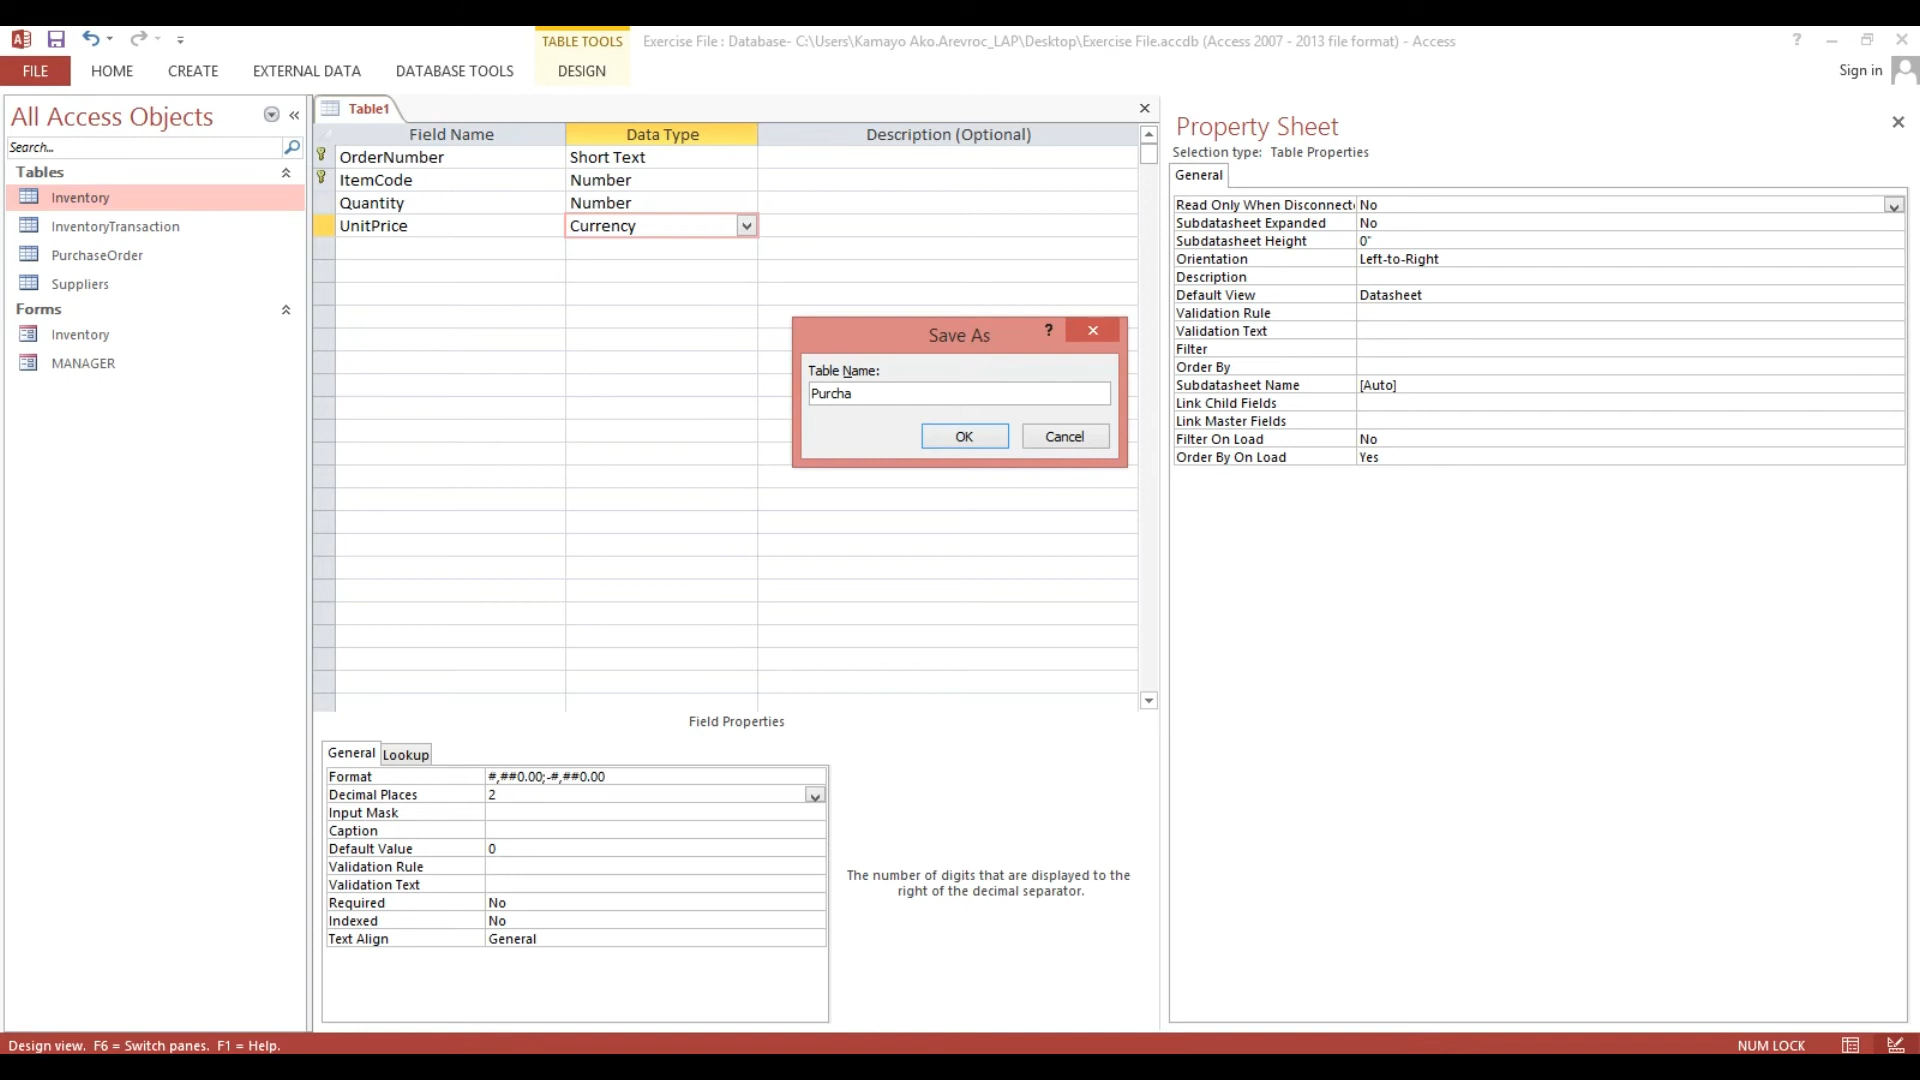 TABLE TOOLS
Exercise File : Database- C:\Users\Kamayo Ako.Arevroc_LAP\Desktop\Exercise File.accdb (Access 2007 - 2013 file format) - Access
?
FILE
HOME
CREATE
EXTERNAL DATA
DATABASE TOOLS
DESIGN
Sign in
All Access Objects
Search...
Tables
Inventory
InventoryTransaction
PurchaseOrder
Suppliers
Forms
Inventory
MANAGER
Table1
Field Name Data Type Description (Optional)
OrderNumber Short Text
ItemCode Number
Quantity Number
UnitPrice Currency
Save As
?
Table Name:
Purcha
OK
Cancel
Field Properties
General
Lookup
Format #,##0.00;-#,##0.00
Decimal Places 2
Input Mask
Caption
Default Value 0
Validation Rule
Validation Text
Required No
Indexed No
Text Align General
The number of digits that are displayed to the
right of the decimal separator.
Property Sheet
Selection type: Table Properties
General
Read Only When Disconnect No
Subdatasheet Expanded No
Subdatasheet Height 0"
Orientation Left-to-Right
Description
Default View Datasheet
Validation Rule
Validation Text
Filter
Order By
Subdatasheet Name [Auto]
Link Child Fields
Link Master Fields
Filter On Load No
Order By On Load Yes
Design view. F6 = Switch panes. F1 = Help.
NUM LOCK